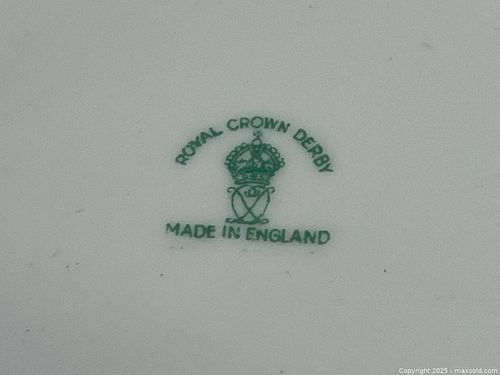 ROYAL CROWN DERBY
MADE IN ENGLAND
Copyright 2025 - maxsold.com